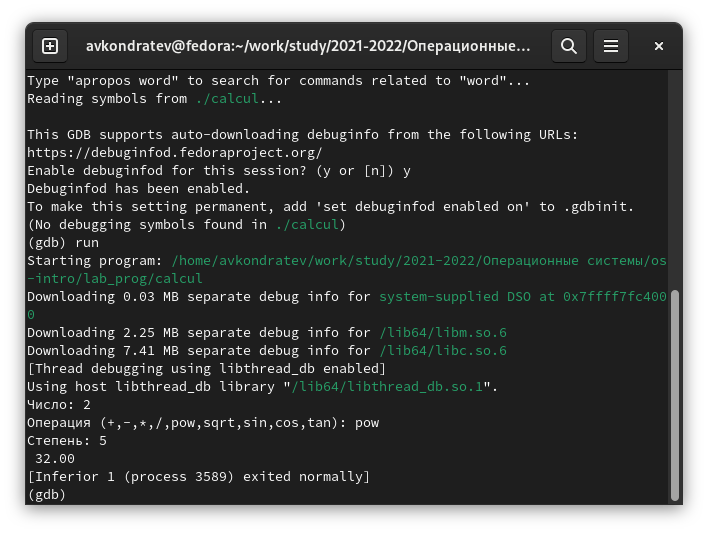 avkondratev@fedora:~/work/study/2021-2022/Операционные...
Type "apropos word" to search for commands related to "word"...
Reading symbols from ./calcul...
This GDB supports auto-downloading debuginfo from the following URLs:
https://debuginfod.fedoraproject.org/
Enable debuginfod for this session? (y or [n]) y
Debuginfod has been enabled.
To make this setting permanent, add 'set debuginfod enabled on' to .gdbinit.
(No debugging symbols found in ./calcul)
(gdb) run
Starting program: /home/avkondratev/work/study/2021-2022/Операционные системы/os
-intro/lab_prog/calcul
Downloading 0.03 MB separate debug info for system-supplied DSO at 0x7ffff7fc400
0
Downloading 2.25 MB separate debug info for /lib64/libm.so.6
Downloading 7.41 MB separate debug info for /lib64/libc.so.6
[Thread debugging using libthread_db enabled]
Using host libthread_db library "/lib64/libthread_db.so.1".
Число: 2
Операция (+,-,*,/,pow,sqrt,sin,cos,tan): pow
Степень: 5
 32.00
[Inferior 1 (process 3589) exited normally]
(gdb)